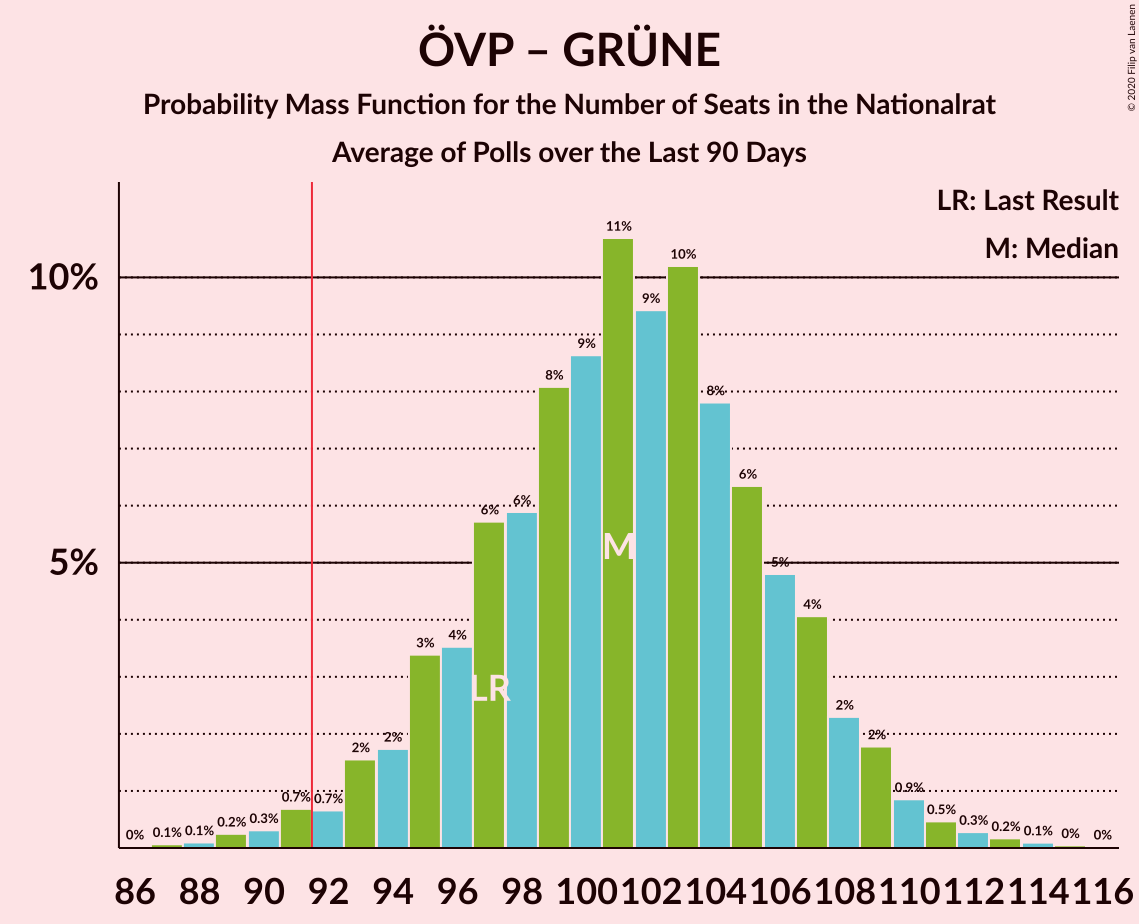 ÖVP – GRÜNE
Probability Mass Function for the Number of Seats in the Nationalrat
Average of Polls over the Last 90 Days
© 2020 Filip van Laenen
LR: Last Result
M: Median
10%
5%
0% 0.1% 0.1% 0.2% 0.3% 0.7% 0.7% 2% 2% 3% 4% 6% 6% 8% 9% 11% 9% 10% 8% 6% 5% 4% 2% 2% 0.9% 0.5% 0.3% 0.2% 0.1% 0% 0%
M
LR
86 88 90 92 94 96 98 100 102 104 106 108 110 112 114 116